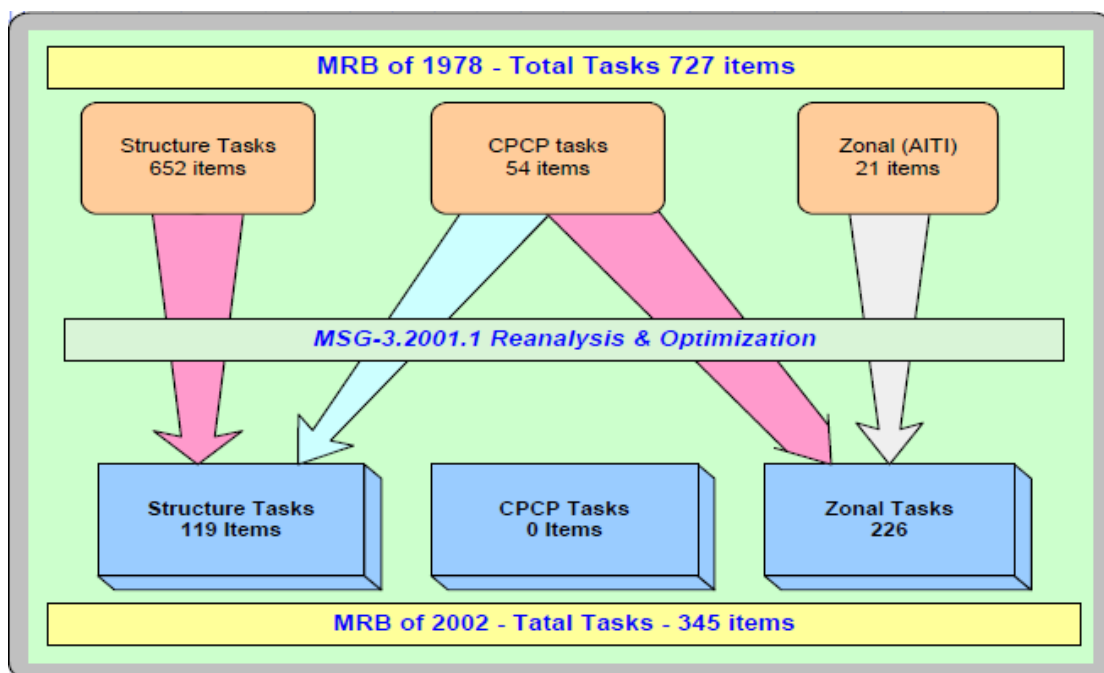 MRB of 1978 - Total Tasks 727 items
Structure Tasks
652 items
CPCP tasks
54 items
Zonal (AITI)
21 items
MSG-3.2001.1 Reanalysis & Optimization
Structure Tasks
119 Items
CPCP Tasks
0 Items
Zonal Tasks
226
MRB of 2002 - Tatal Tasks - 345 items